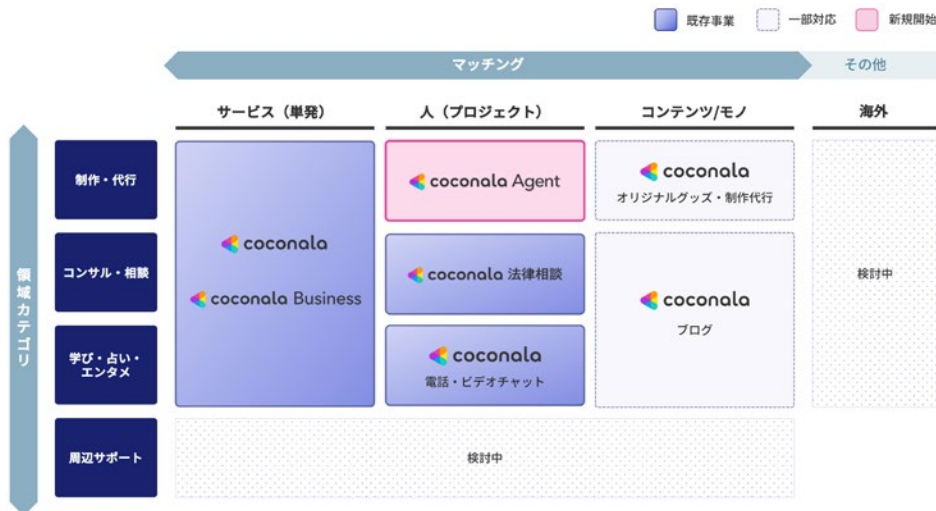 既存事業
一部対応
新規開始
マッチング
その他
サービス（単発）
人（プロジェクト）
コンテンツ/モノ
海外
領域カテゴリ
制作・代行
coconala
coconala Business
coconala Agent
coconala
オリジナルグッズ・制作代行
検討中
コンサル・相談
coconala 法律相談
coconala
ブログ
学び・占い・
エンタメ
coconala
電話・ビデオチャット
周辺サポート
検討中